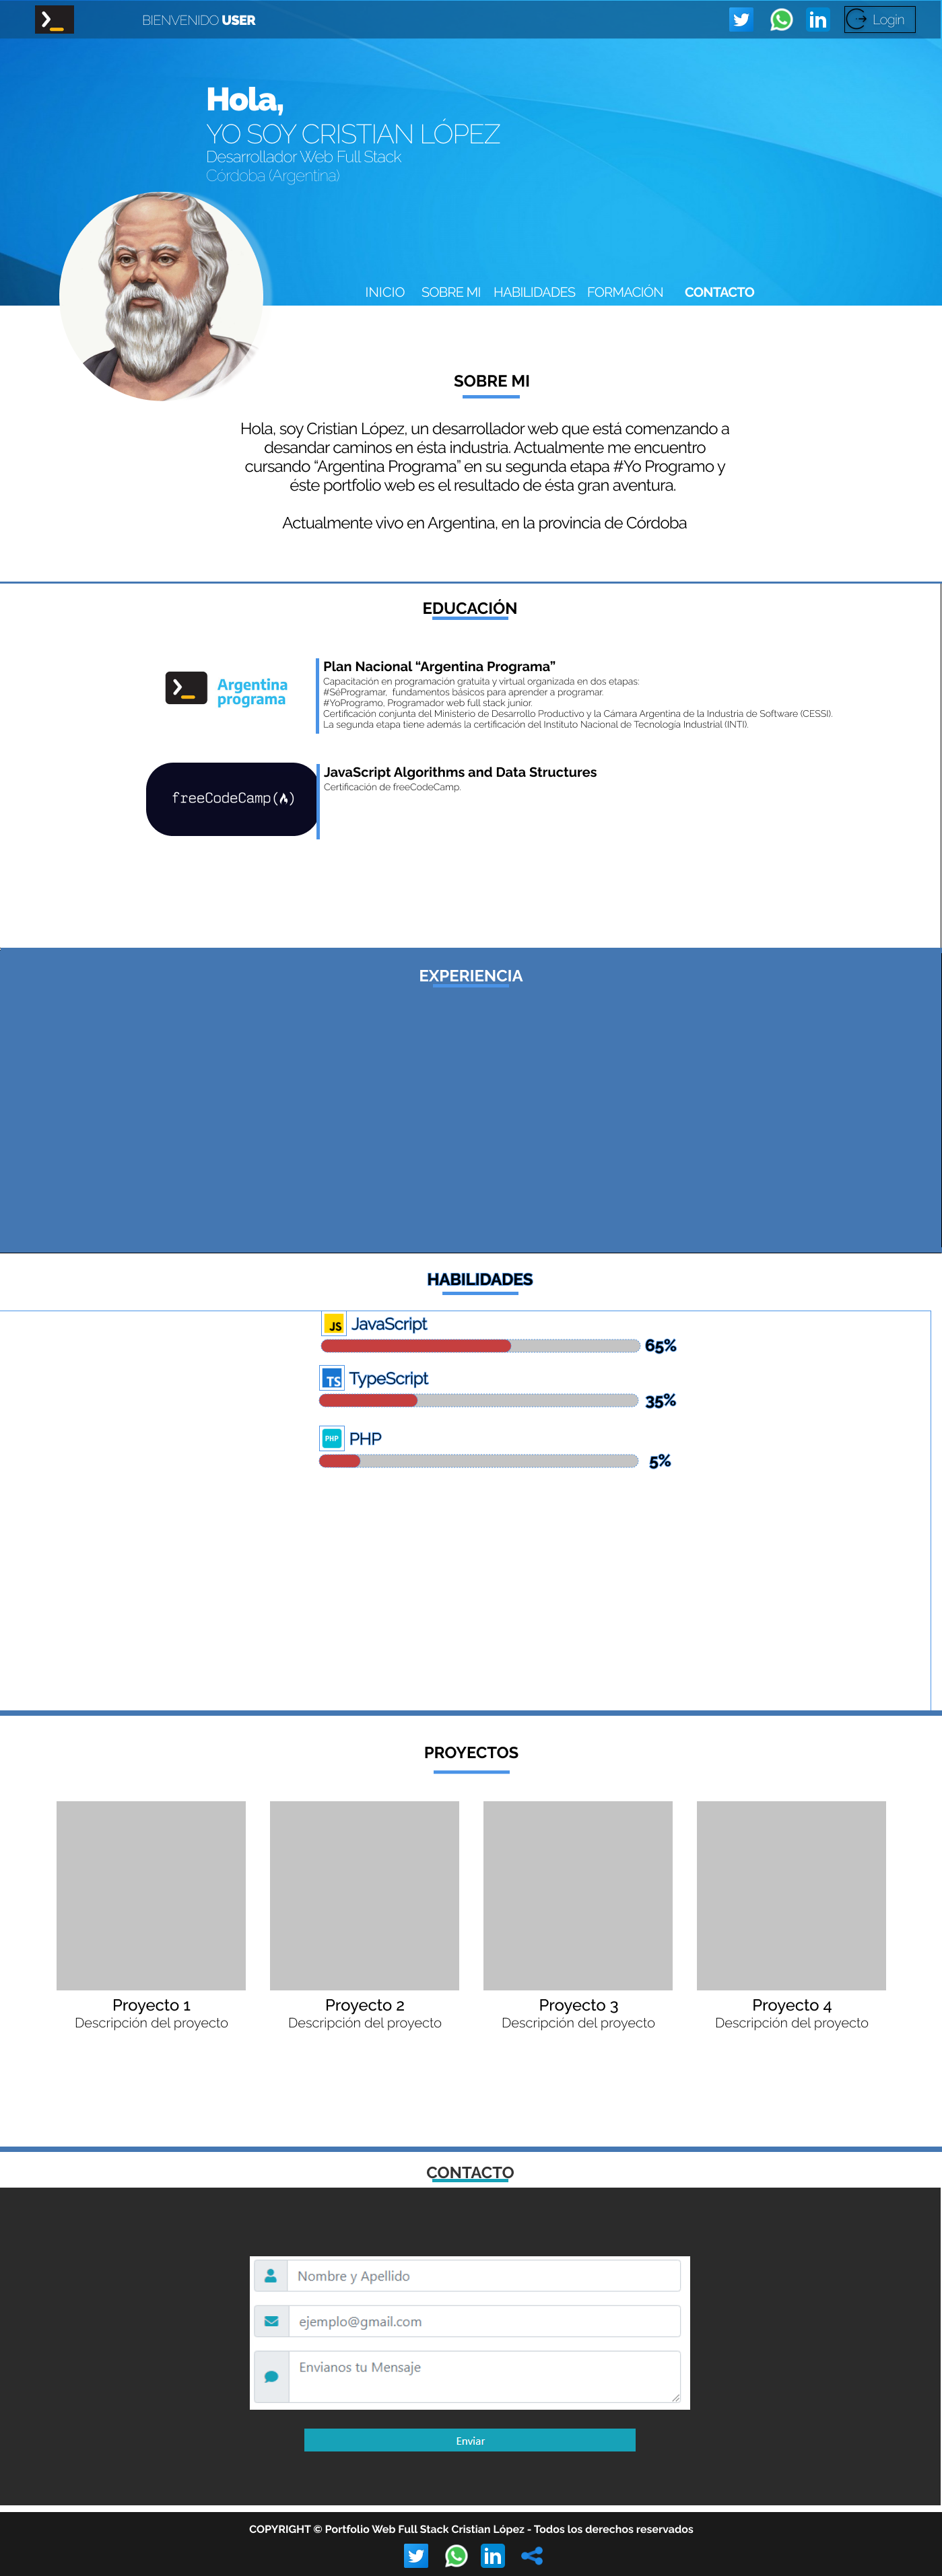 BIENVENIDO USER
Login
Hola,
YO SOY CRISTIAN LÓPEZ
Desarrollador Web Full Stack
Córdoba (Argentina)
INICIO SOBRE MI HABILIDADES FORMACIÓN CONTACTO
SOBRE MI
Hola, soy Cristian López, un desarrollador web que está comenzando a
desandar caminos en ésta industria. Actualmente me encuentro
cursando “Argentina Programa” en su segunda etapa #Yo Programo y
éste portfolio web es el resultado de ésta gran aventura.
Actualmente vivo en Argentina, en la provincia de Córdoba
EDUCACIÓN
Argentina
programa
Plan Nacional “Argentina Programa”
Capacitación en programación gratuita y virtual organizada en dos etapas:
#SéProgramar, fundamentos básicos para aprender a programar.
#YoProgramo, Programador web full stack junior.
Certificación conjunta del Ministerio de Desarrollo Productivo y la Cámara Argentina de la Industria de Software (CESSI).
La segunda etapa tiene además la certificación del Instituto Nacional de Tecnología Industrial (INTI).
freeCodeCamp
JavaScript Algorithms and Data Structures
Certificación de freeCodeCamp.
EXPERIENCIA
HABILIDADES
JS JavaScript
65%
TS TypeScript
35%
PHP PHP
5%
PROYECTOS
Proyecto 1
Descripción del proyecto
Proyecto 2
Descripción del proyecto
Proyecto 3
Descripción del proyecto
Proyecto 4
Descripción del proyecto
CONTACTO
Nombre y Apellido
ejemplo@gmail.com
Envianos tu Mensaje
Enviar
COPYRIGHT © Portfolio Web Full Stack Cristian López - Todos los derechos reservados